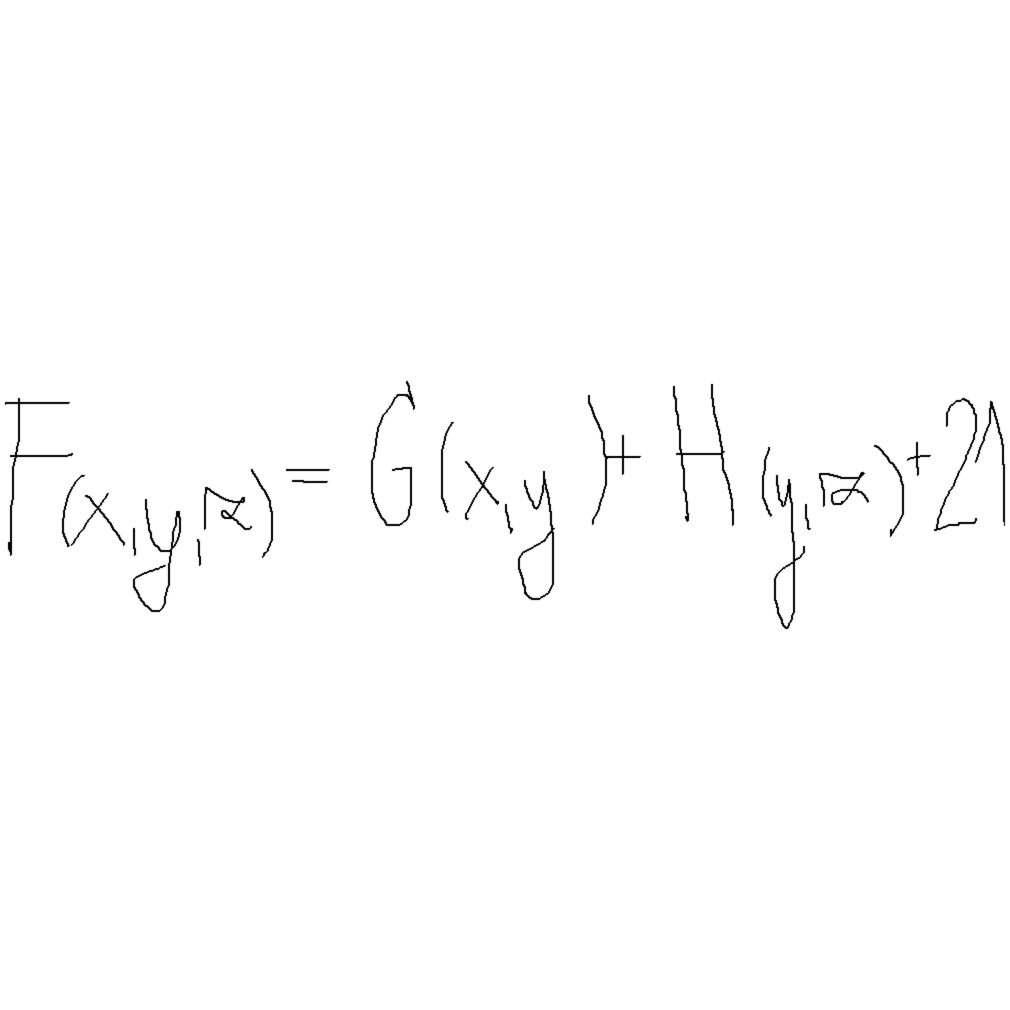 F(x,y,z) = G(x,y) + H(y,z) + 21